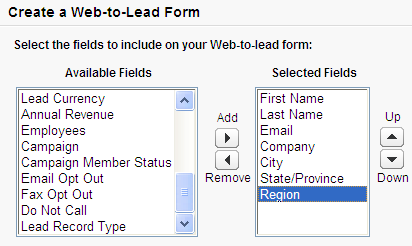 Create a Web-to-Lead Form
Select the fields to include on your Web-to-lead form:
Available Fields
Lead Currency
Annual Revenue
Employees
Campaign
Campaign Member Status
Email Opt Out
Fax Opt Out
Do Not Call
Lead Record Type
Add
Remove
Selected Fields
First Name
Last Name
Email
Company
City
State/Province
Region
Up
Down